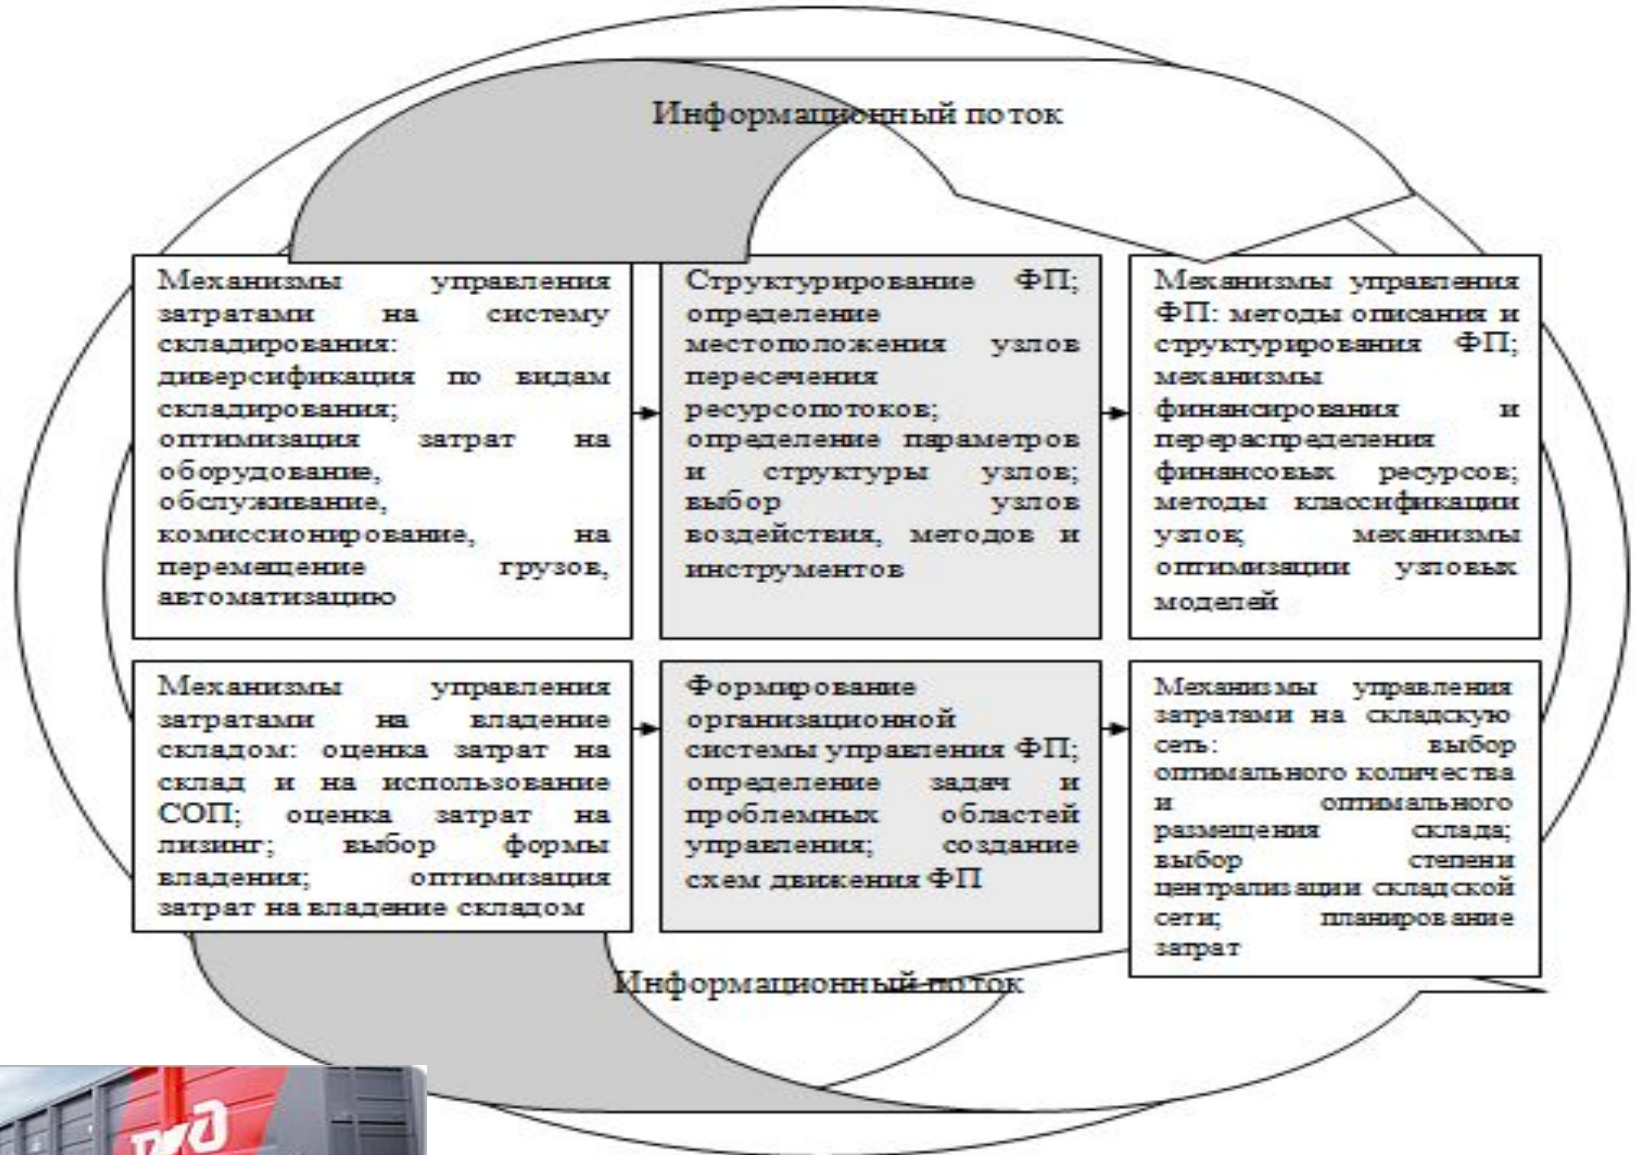 Информационный поток
Механизмы управления
затратами на систему
складирования:
диверсификация по видам
складирования;
оптимизация затрат на
оборудование,
обслуживание,
комиссионирование, на
перемещение грузов,
автоматизацию
Структурирование ФП;
определение
местоположения узлов
пересечения
ресурсопотоков;
определение параметров
и структуры узлов;
выбор узлов
воздействия, методов и
инструментов
Механизмы управления
ФП: методы описания и
структурирования ФП;
механизмы
финансирования и
перераспределения
финансовых ресурсов;
методы классификации
узлов; механизмы
оптимизации узловых
моделей
Механизмы управления
затратами на владение
складом: оценка затрат на
склад и на использование
СОП; оценка затрат на
лизинг; выбор формы
владения; оптимизация
затрат на владение складом
Формирование
организационной
системы управления ФП;
определение задач и
проблемных областей
управления; создание
схем движения ФП
Механизмы управления
затратами на складскую
сеть: выбор
оптимального количества
и оптимального
размещения склада;
выбор степени
централизации складской
сети; планирование
затрат
Информационный поток
РЖД